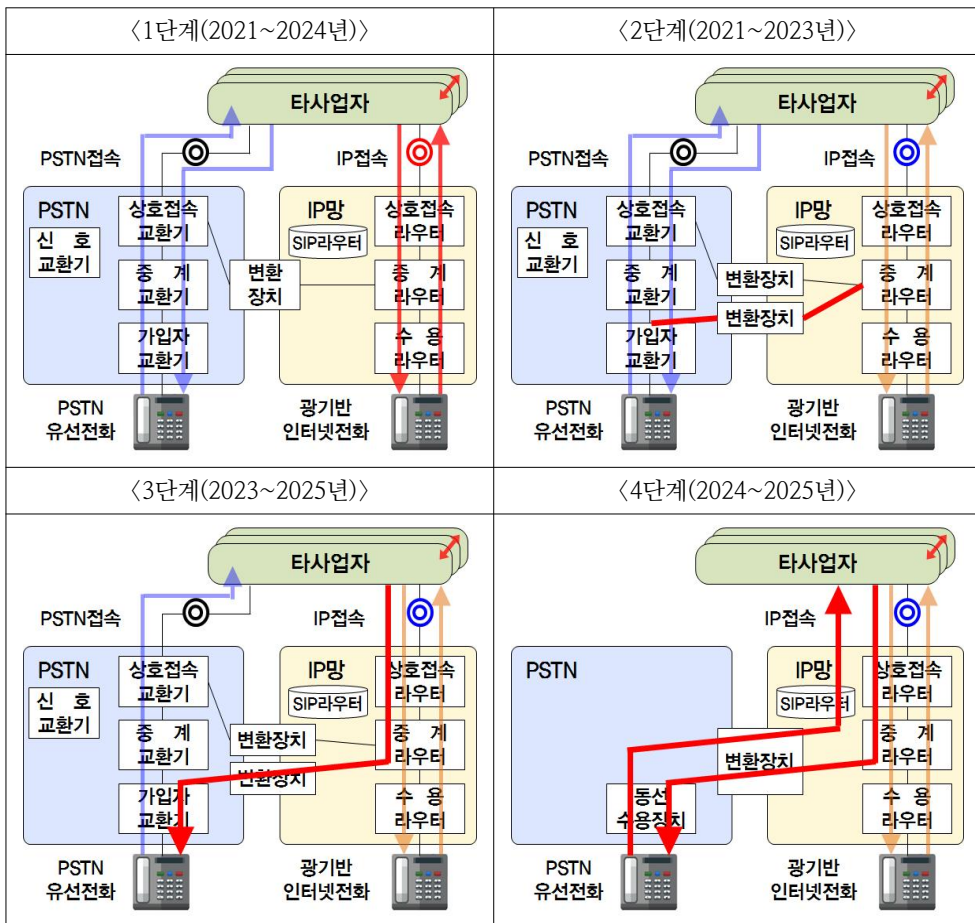 〈1단계(2021~2024년)〉
타사업자
PSTN접속
IP접속
PSTN
신 호
교환기
상호접속
교환기
중 계
교환기
가입자
교환기
변환
장치
IP망
SIP라우터
상호접속
라우터
중 계
라우터
수 용
라우터
PSTN
유선전화
광기반
인터넷전화
〈2단계(2021~2023년)〉
타사업자
PSTN접속
IP접속
PSTN
신 호
교환기
상호접속
교환기
중 계
교환기
가입자
교환기
변환장치
변환장치
IP망
SIP라우터
상호접속
라우터
중 계
라우터
수 용
라우터
PSTN
유선전화
광기반
인터넷전화
〈3단계(2023~2025년)〉
타사업자
PSTN접속
IP접속
PSTN
신 호
교환기
상호접속
교환기
중 계
교환기
가입자
교환기
변환장치
변환장치
IP망
SIP라우터
상호접속
라우터
중 계
라우터
수 용
라우터
PSTN
유선전화
광기반
인터넷전화
〈4단계(2024~2025년)〉
타사업자
IP접속
PSTN
동선
수용장치
변환장치
IP망
SIP라우터
상호접속
라우터
중 계
라우터
수 용
라우터
PSTN
유선전화
광기반
인터넷전화